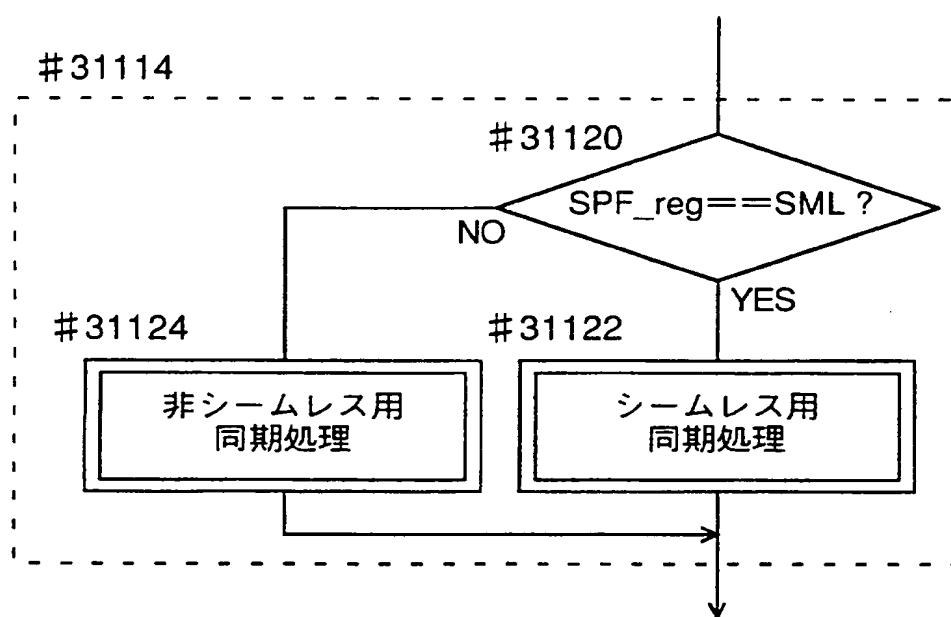 #31114
#31120
SPF_reg==SML?
NO
YES
#31124
#31122
非シームレス用
同期処理
シームレス用
同期処理